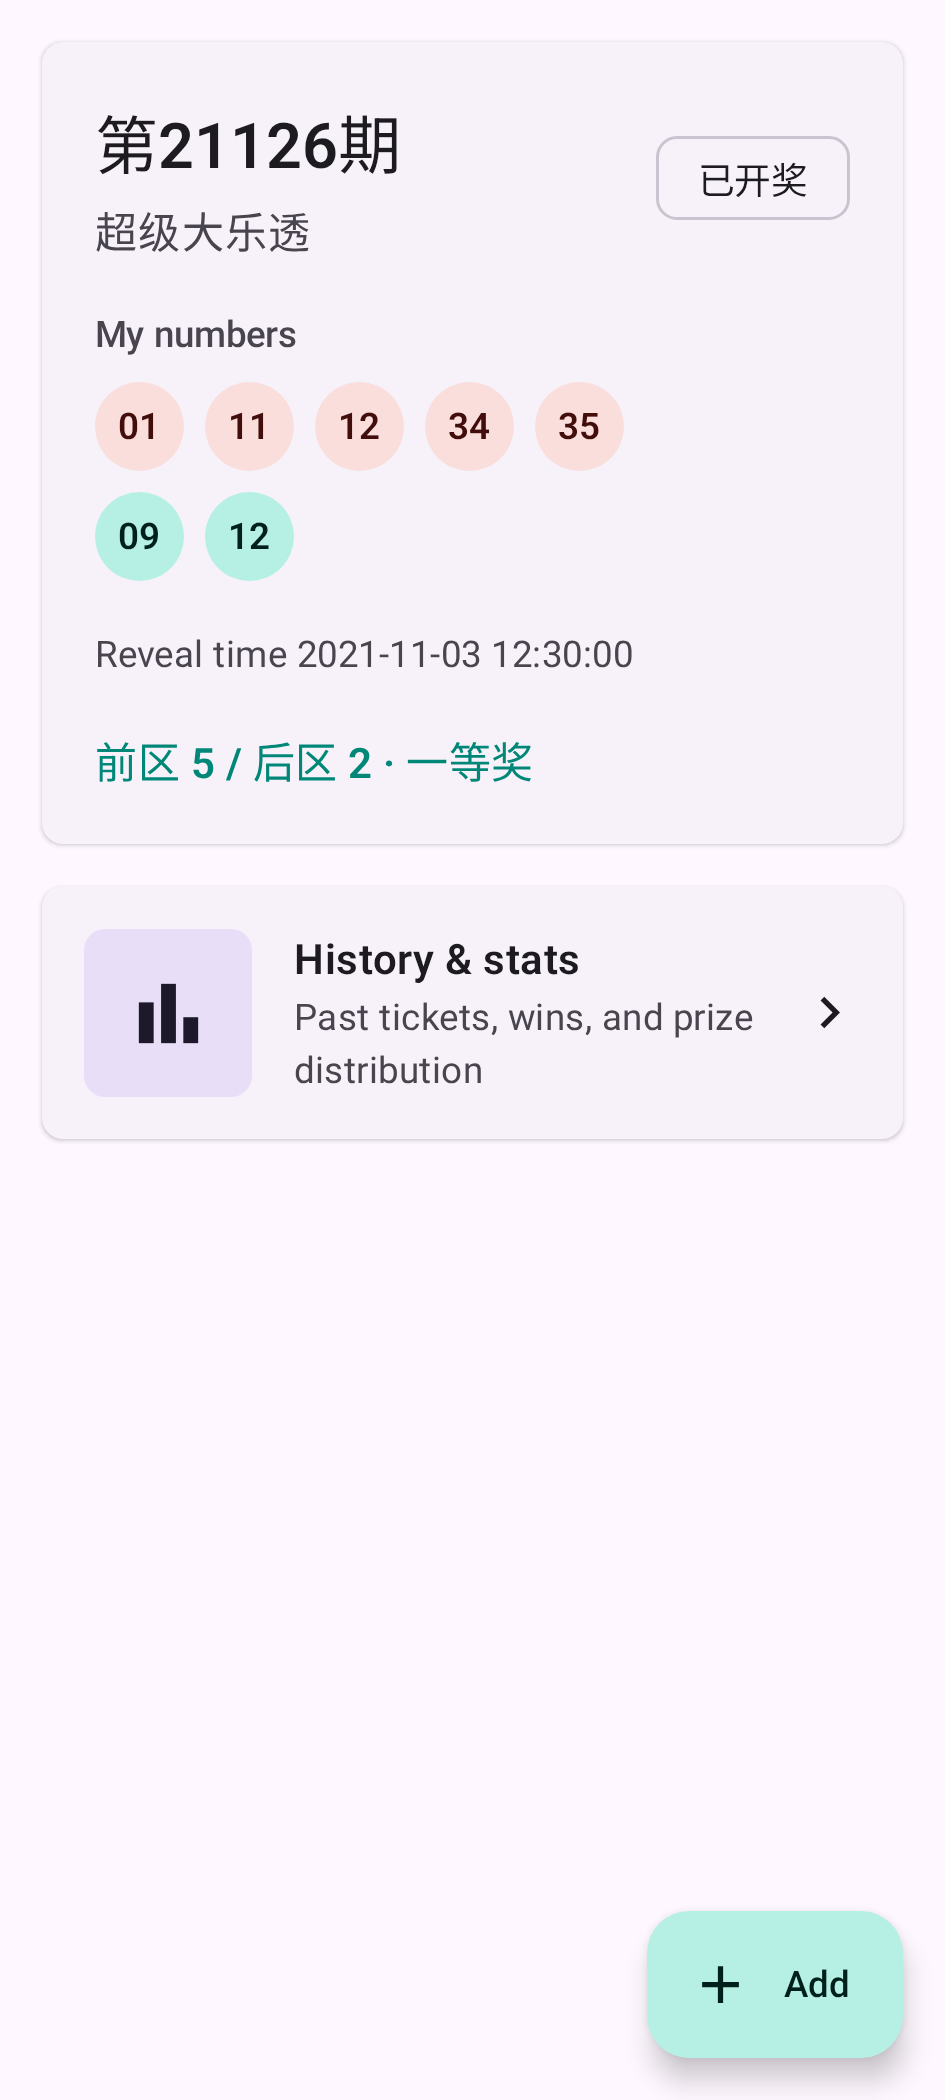 第21126期
已开奖
超级大乐透
My numbers
01 11 12 34 35
09 12
Reveal time 2021-11-03 12:30:00
前区 5 / 后区 2 · 一等奖
History & stats
Past tickets, wins, and prize
distribution
Add